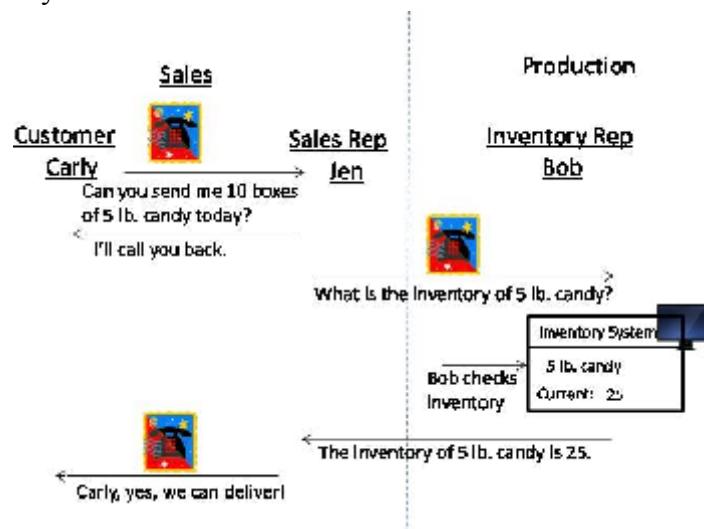 Sales
Production
Customer
Carly
Sales Rep
Jen
Inventory Rep
Bob
Can you send me 10 boxes
of 5 lb. candy today?
I'll call you back.
What is the inventory of 5 lb. candy?
Inventory System
5 lb. candy
Current: 25
Bob checks
Inventory
The Inventory of 5 lb. candy is 25.
Carly, yes, we can deliver!